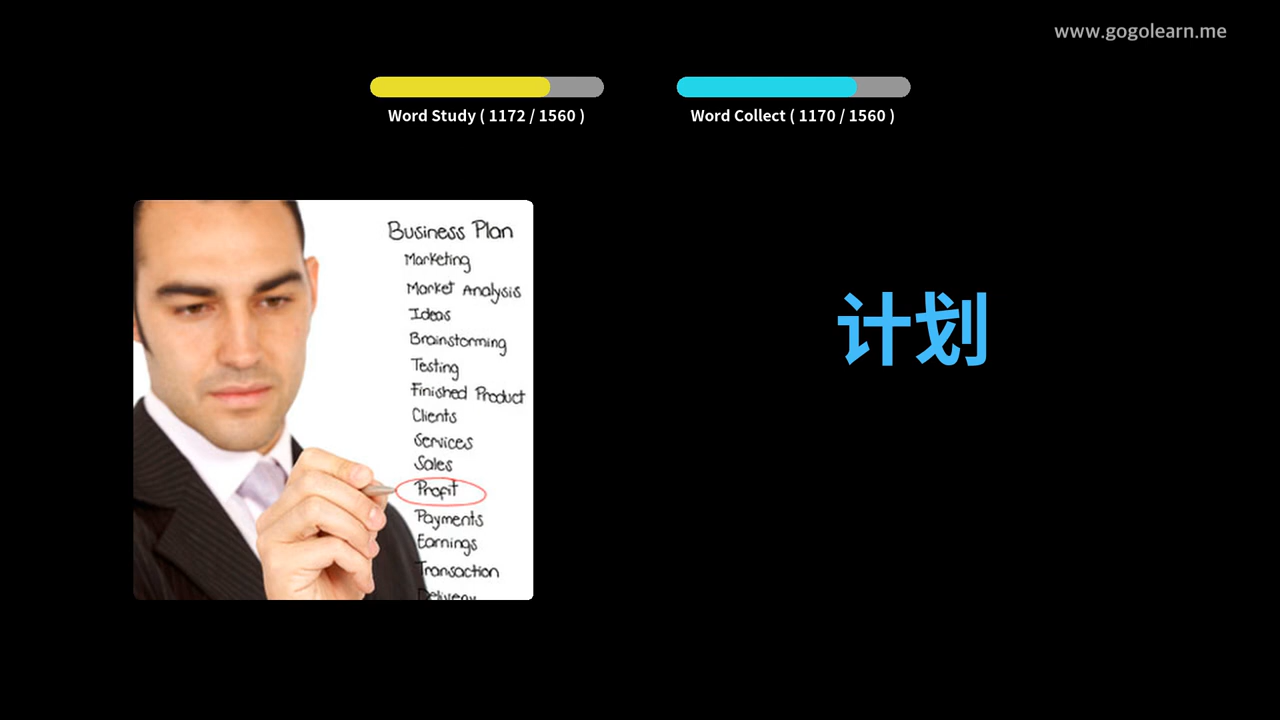 www.gogolearn.me
Word Study ( 1172 / 1560 )
Word Collect ( 1170 / 1560 )
Business Plan
Marketing
Market Analysis
Ideas
Brainstorming
Testing
Finished Product
Clients
Services
Sales
Profit
Payments
Earnings
Transaction
Delivery
计划